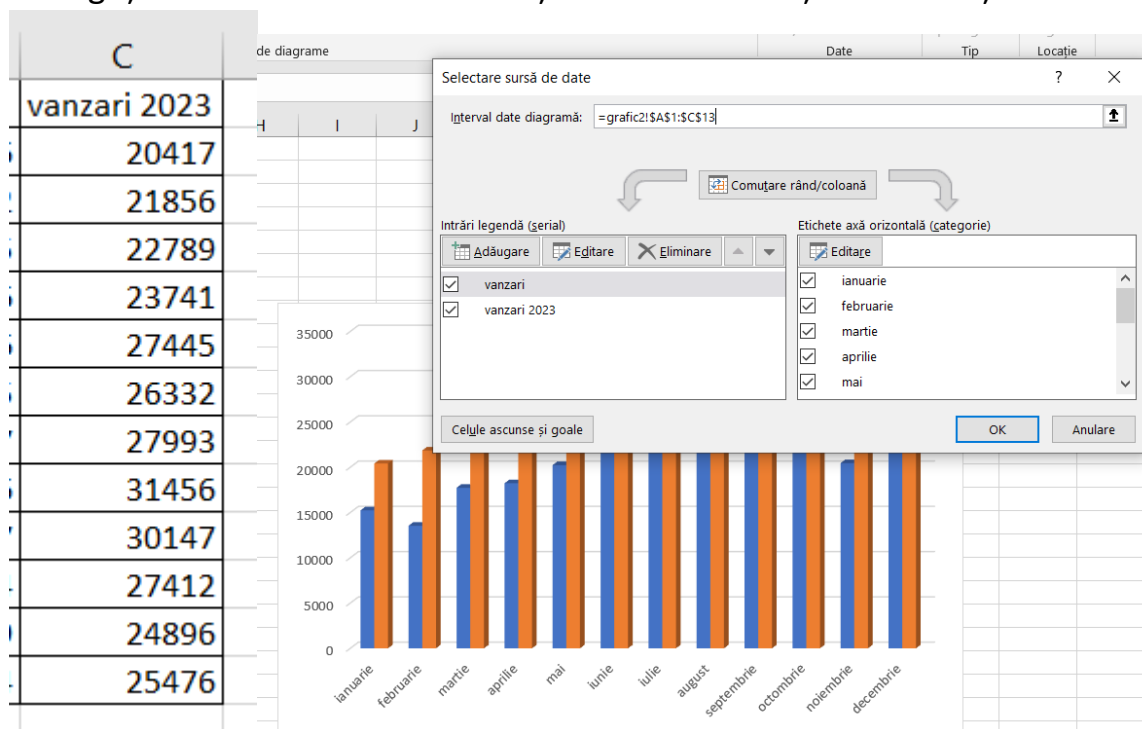 C
vanzari 2023
20417
21856
22789
23741
27445
26332
27993
31456
30147
27412
24896
25476
de diagrame
Date
Tip
Locație
H I J
Selectare sursă de date ? ×
Interval date diagramă: =grafic2!$A$1:$C$13
Comutare rând/coloană
Intrări legendă (serial)
Adăugare Editare Eliminare
vanzari
vanzari 2023
Etichete axă orizontală (categorie)
Editare
ianuarie
februarie
martie
aprilie
mai
Celule ascunse și goale
OK Anulare
35000
30000
25000
20000
15000
10000
5000
0
ianuarie
februarie
martie
aprilie
mai
iunie
iulie
august
septembrie
octombrie
noiembrie
decembrie